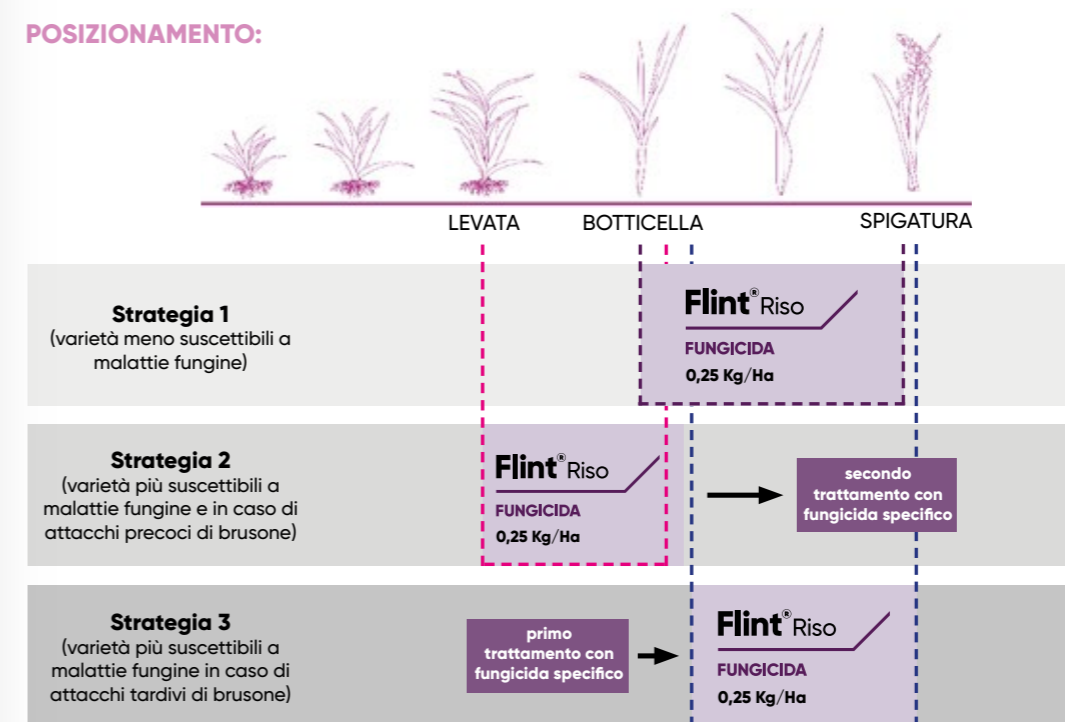 POSIZIONAMENTO:
LEVATA
BOTTICELLA
SPIGATURA
Strategia 1
(varietà meno suscettibili a
malattie fungine)
Flint® Riso
FUNGICIDA
0,25 Kg/Ha
Strategia 2
(varietà più suscettibili a
malattie fungine e in caso di
attacchi precoci di brusone)
Flint® Riso
FUNGICIDA
0,25 Kg/Ha
secondo
trattamento con
fungicida specifico
Strategia 3
(varietà più suscettibili a
malattie fungine in caso di
attacchi tardivi di brusone)
primo
trattamento con
fungicida specifico
Flint® Riso
FUNGICIDA
0,25 Kg/Ha